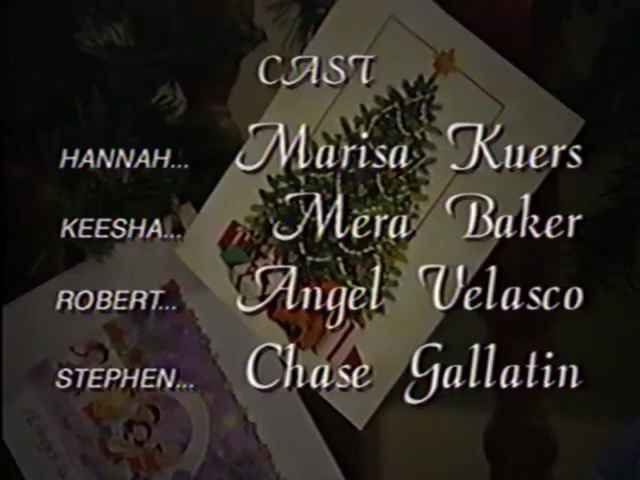 CAST
HANNAH... Marisa Kuers
KEESHA... Mera Baker
ROBERT... Angel Velasco
STEPHEN... Chase Gallatin